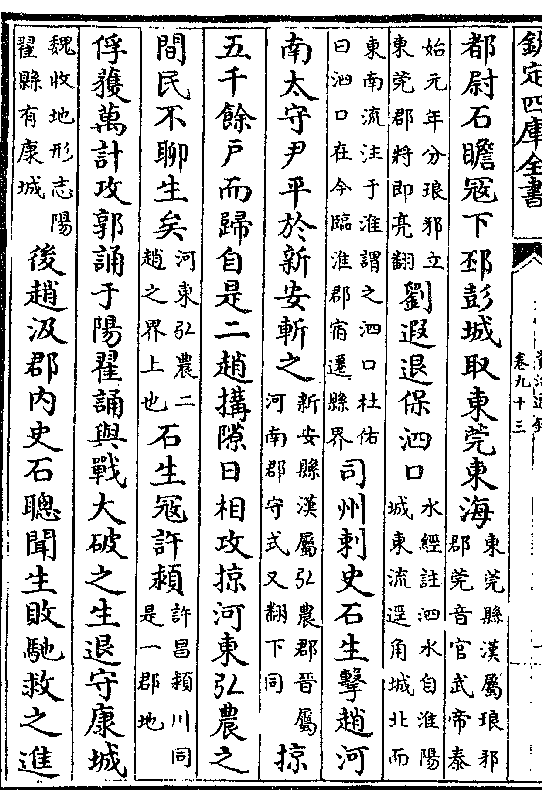 欽定四庫全書
卷九十三
都尉石瞻寇下邳彭城取東莞東海東莞縣漢屬琅邪郡莞音官武帝泰
始元年分琅邪立東莞郡將即亮翻劉遐退保泗口水經註泗水自淮陽城東流逕角城北而
東南流注于淮謂之泗口杜佑曰泗口在今臨淮郡宿遷縣界司州刺史石生擊趙河
南太守尹平於新安斬之新安縣漢屬弘農郡晉屬河南郡守式又翻下同掠
五千餘戶而歸自是二趙搆隙日相攻掠河東弘農之
間民不聊生矣河東弘農二趙之界上也石生寇許潁許昌潁川同是一郡地
俘獲萬計攻郭誦于陽翟誦與戰大破之生退守康城
魏收地形志陽翟縣有康城後趙汲郡內史石聰聞生敗馳救之進